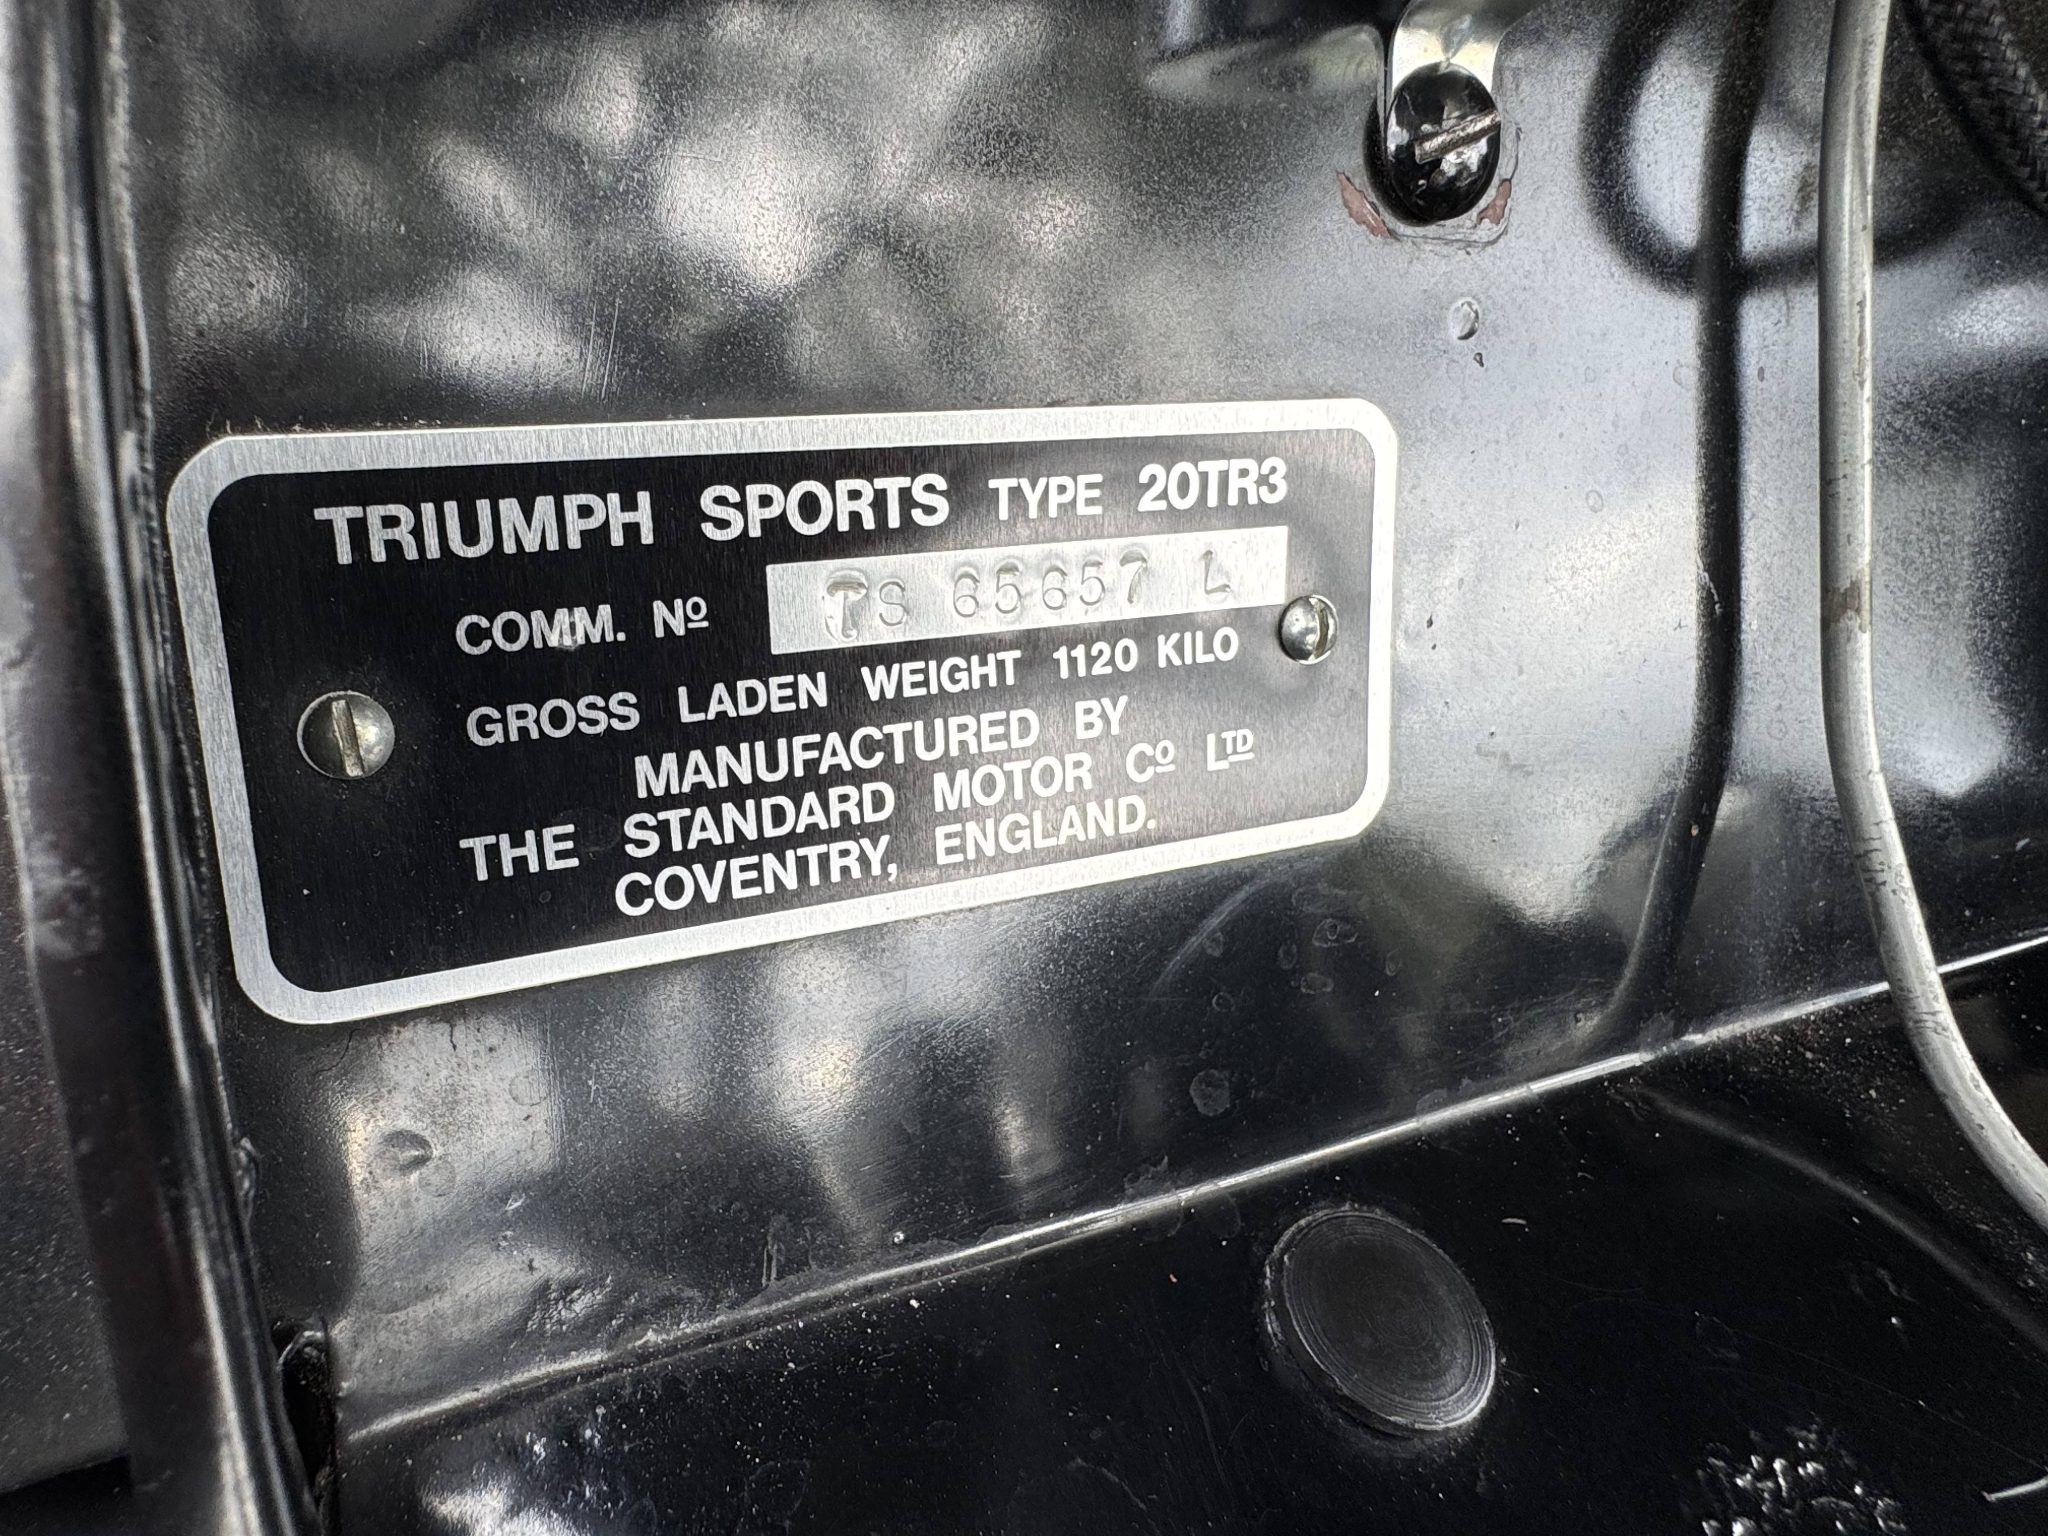 TRIUMPH SPORTS TYPE 20TR3
COMM. Nº TS 65657 L
GROSS LADEN WEIGHT 1120 KILO
MANUFACTURED BY
THE STANDARD MOTOR Cº LTD
COVENTRY, ENGLAND.